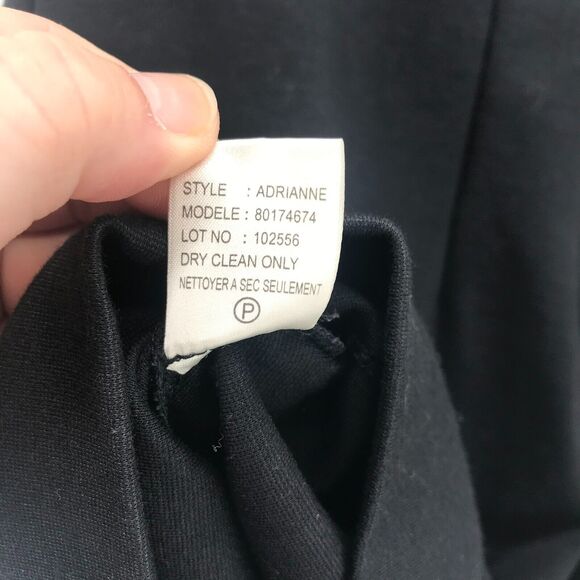 STYLE : ADRIANNE
MODELE : 80174674
LOT NO : 102556
DRY CLEAN ONLY
NETTOYER A SEC SEULEMENT
P